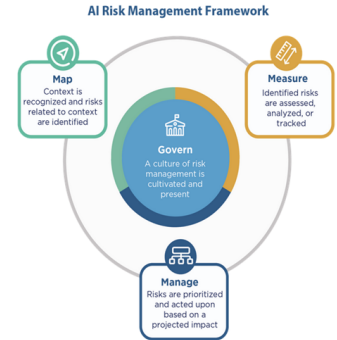 AI Risk Management Framework
Map
Context is
recognized and risks
related to context
are identified
Measure
Identified risks
are assessed,
analyzed, or
tracked
Govern
A culture of risk
management is
cultivated and
present
Manage
Risks are prioritized
and acted upon
based on a
projected impact